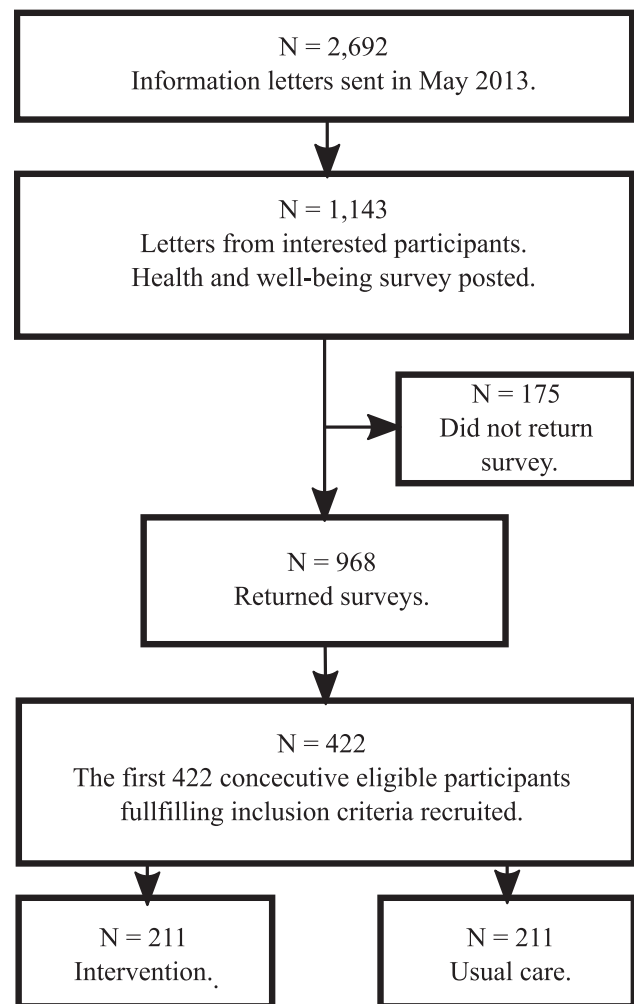 N = 2,692
Information letters sent in May 2013.
N = 1,143
Letters from interested participants.
Health and well-being survey posted.
N = 175
Did not return
survey.
N = 968
Returned surveys.
N = 422
The first 422 concecutive eligible participants
fullfilling inclusion criteria recruited.
N = 211
Intervention..
N = 211
Usual care.